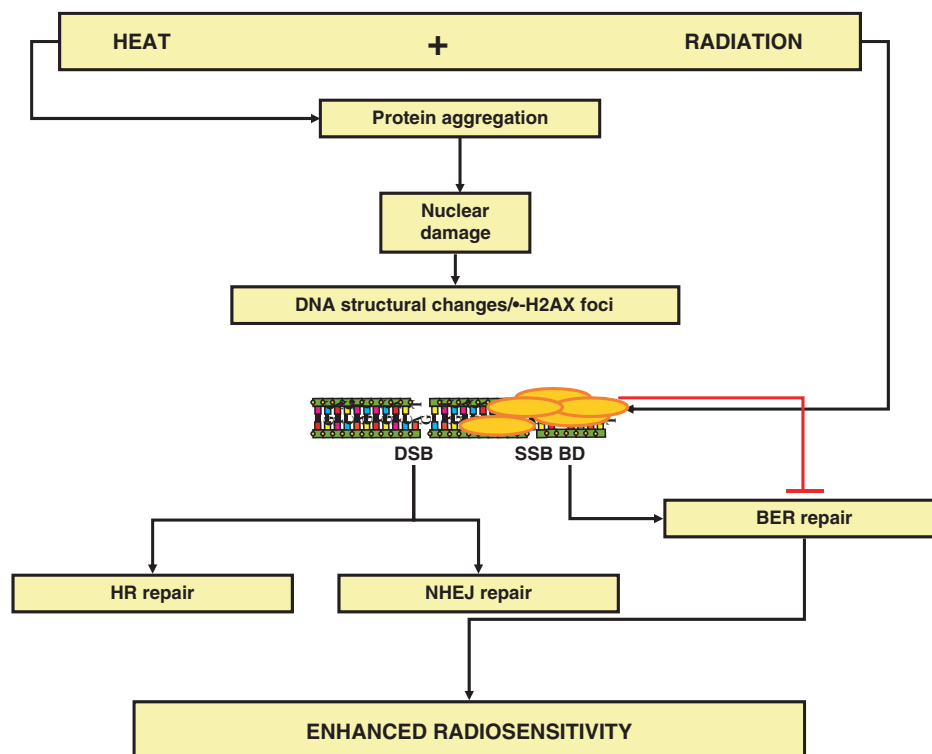 HEAT + RADIATION
Protein aggregation
Nuclear
damage
DNA structural changes/•-H2AX foci
DSB SSB BD
BER repair
HR repair NHEJ repair
ENHANCED RADIOSENSITIVITY